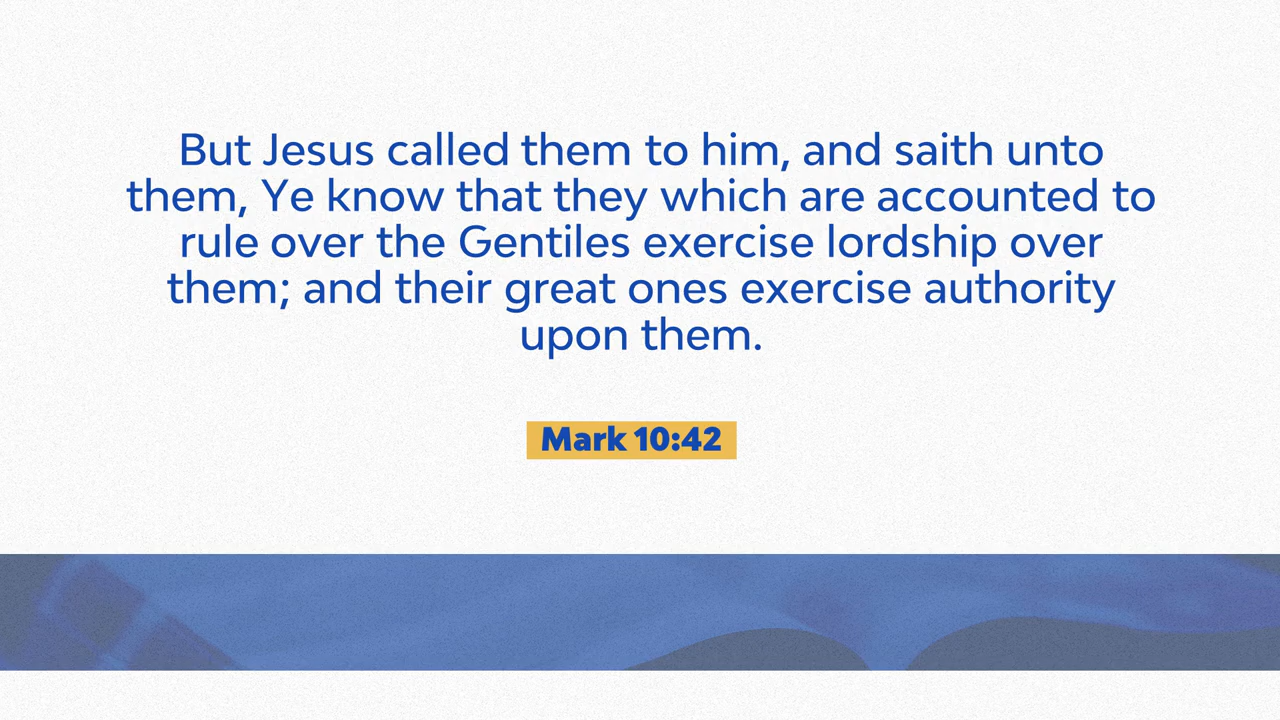 But Jesus called them to him, and saith unto
them, Ye know that they which are accounted to
rule over the Gentiles exercise lordship over
them; and their great ones exercise authority
upon them.
Mark 10:42